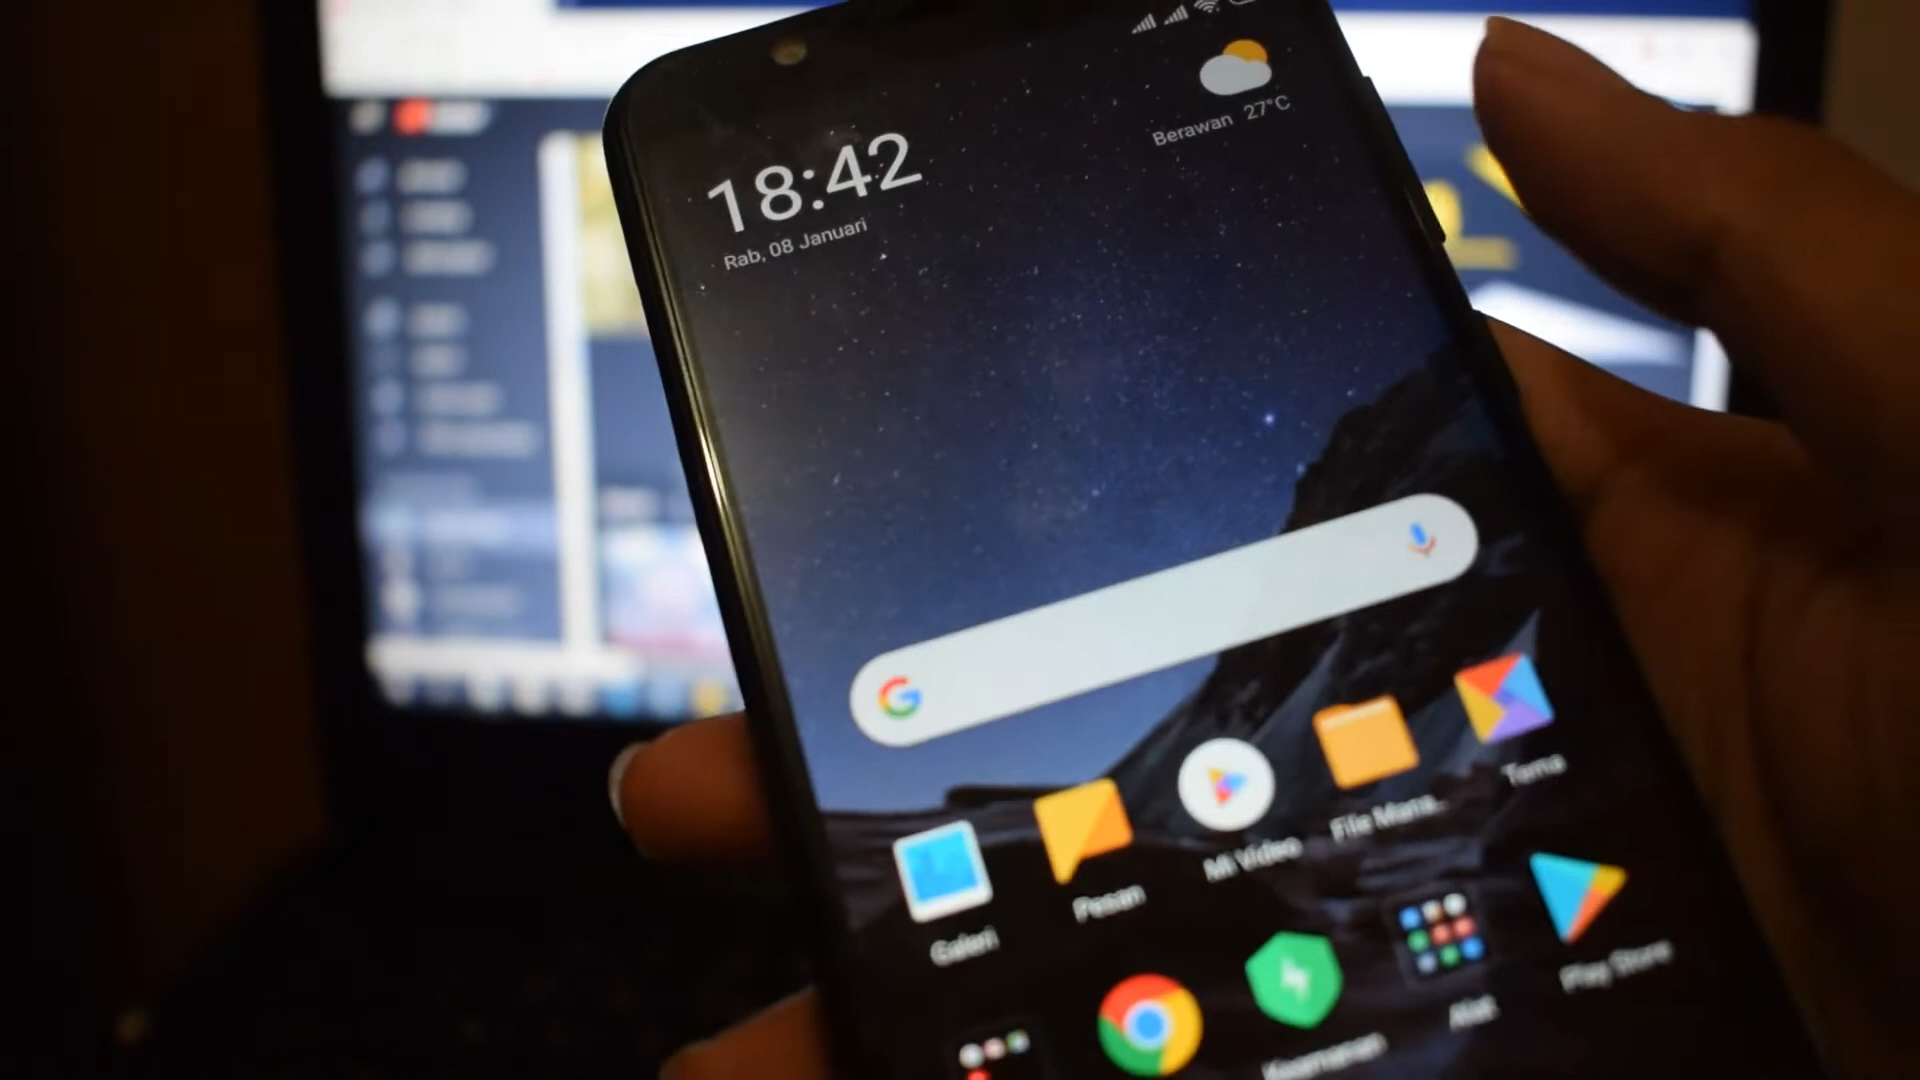 18:42
Rab, 08 Januari
Berawan 27°C
Galeri
Pesan
Mi Video
File Mana...
Tema
Keamanan
Alat
Play Store